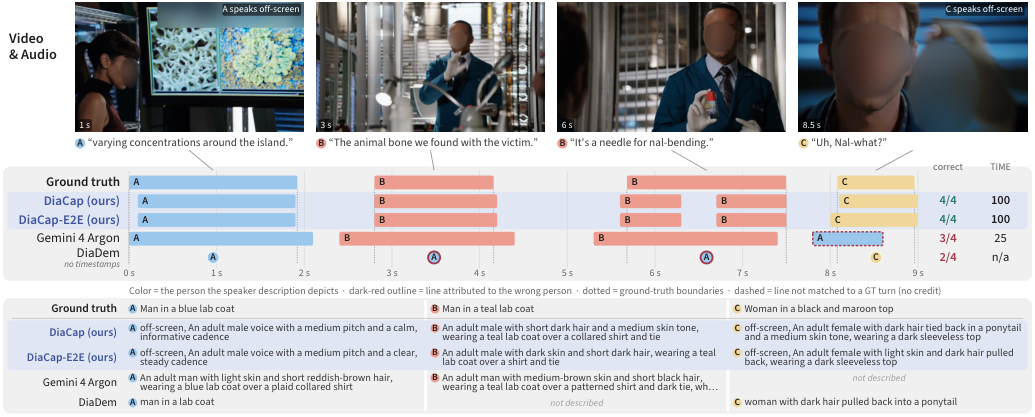 Video
& Audio
A speaks off-screen
C speaks off-screen
1 s
3 s
6 s
8.5 s
A "varying concentrations around the island."
B "The animal bone we found with the victim."
B "It's a needle for nal-bending."
C "Uh, Nal-what?"
correct TIME
Ground truth A B B C
DiaCap (ours) A B B B C 4/4 100
DiaCap-E2E (ours) A B B B C 4/4 100
Gemini 4 Argon A B B A 3/4 25
DiaDem A A C 2/4 n/a
no timestamps
0 s 1 s 2 s 3 s 4 s 5 s 6 s 7 s 8 s 9 s
Color = the person the speaker description depicts · dark-red outline = line attributed to the wrong person · dotted = ground-truth boundaries · dashed = line not matched to a GT turn (no credit)
Ground truth A Man in a blue lab coat B Man in a teal lab coat C Woman in a black and maroon top
DiaCap (ours) A off-screen, An adult male voice with a medium pitch and a calm,
informative cadence
B An adult male with short dark hair and a medium skin tone,
wearing a teal lab coat over a collared shirt and tie
C off-screen, An adult female with dark hair tied back in a ponytail
and a medium skin tone, wearing a dark sleeveless top
DiaCap-E2E (ours) A off-screen, An adult male voice with a medium pitch and a clear,
steady cadence
B An adult male with dark skin and short dark hair, wearing a teal
lab coat over a shirt and tie
C off-screen, An adult female with light skin and dark hair pulled
back, wearing a dark sleeveless top
Gemini 4 Argon A An adult man with light skin and short reddish-brown hair,
wearing a blue lab coat over a plaid collared shirt
B An adult man with medium-brown skin and short black hair,
wearing a teal lab coat over a patterned shirt and dark tie, wh...
not described
DiaDem A man in a lab coat
not described
C woman with dark hair pulled back into a ponytail